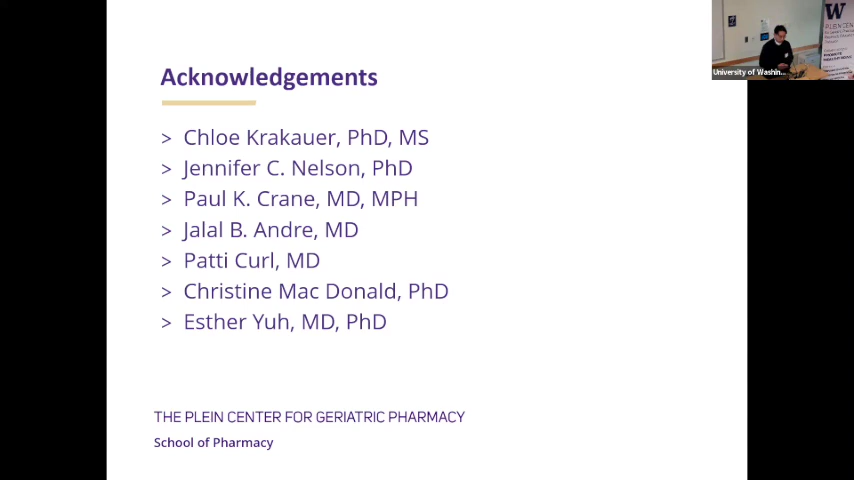 Acknowledgements
> Chloe Krakauer, PhD, MS
> Jennifer C. Nelson, PhD
> Paul K. Crane, MD, MPH
> Jalal B. Andre, MD
> Patti Curl, MD
> Christine Mac Donald, PhD
> Esther Yuh, MD, PhD
THE PLEIN CENTER FOR GERIATRIC PHARMACY
School of Pharmacy
W
PLEIN CEN
University of Washin...